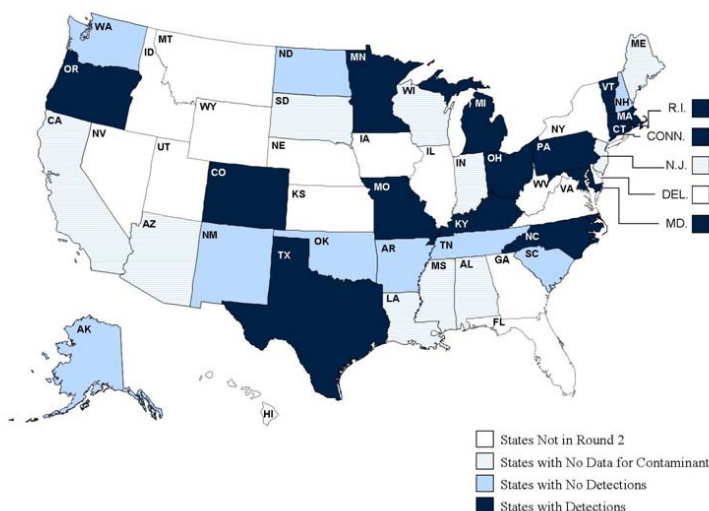 WA
MT
ID
ND
MN
ME
OR
VT
NH
WI
MI
SD
MA
R.I.
WY
CT
CONN.
CA
NV
NY
IA
NE
PA
N.J.
UT
IL
IN
OH
DEL.
CO
WV
VA
KS
MO
MD.
KY
AZ
NC
OK
TN
NM
AR
SC
TX
MS
AL
GA
LA
FL
AK
HI
States Not in Round 2
States with No Data for Contaminant
States with No Detections
States with Detections